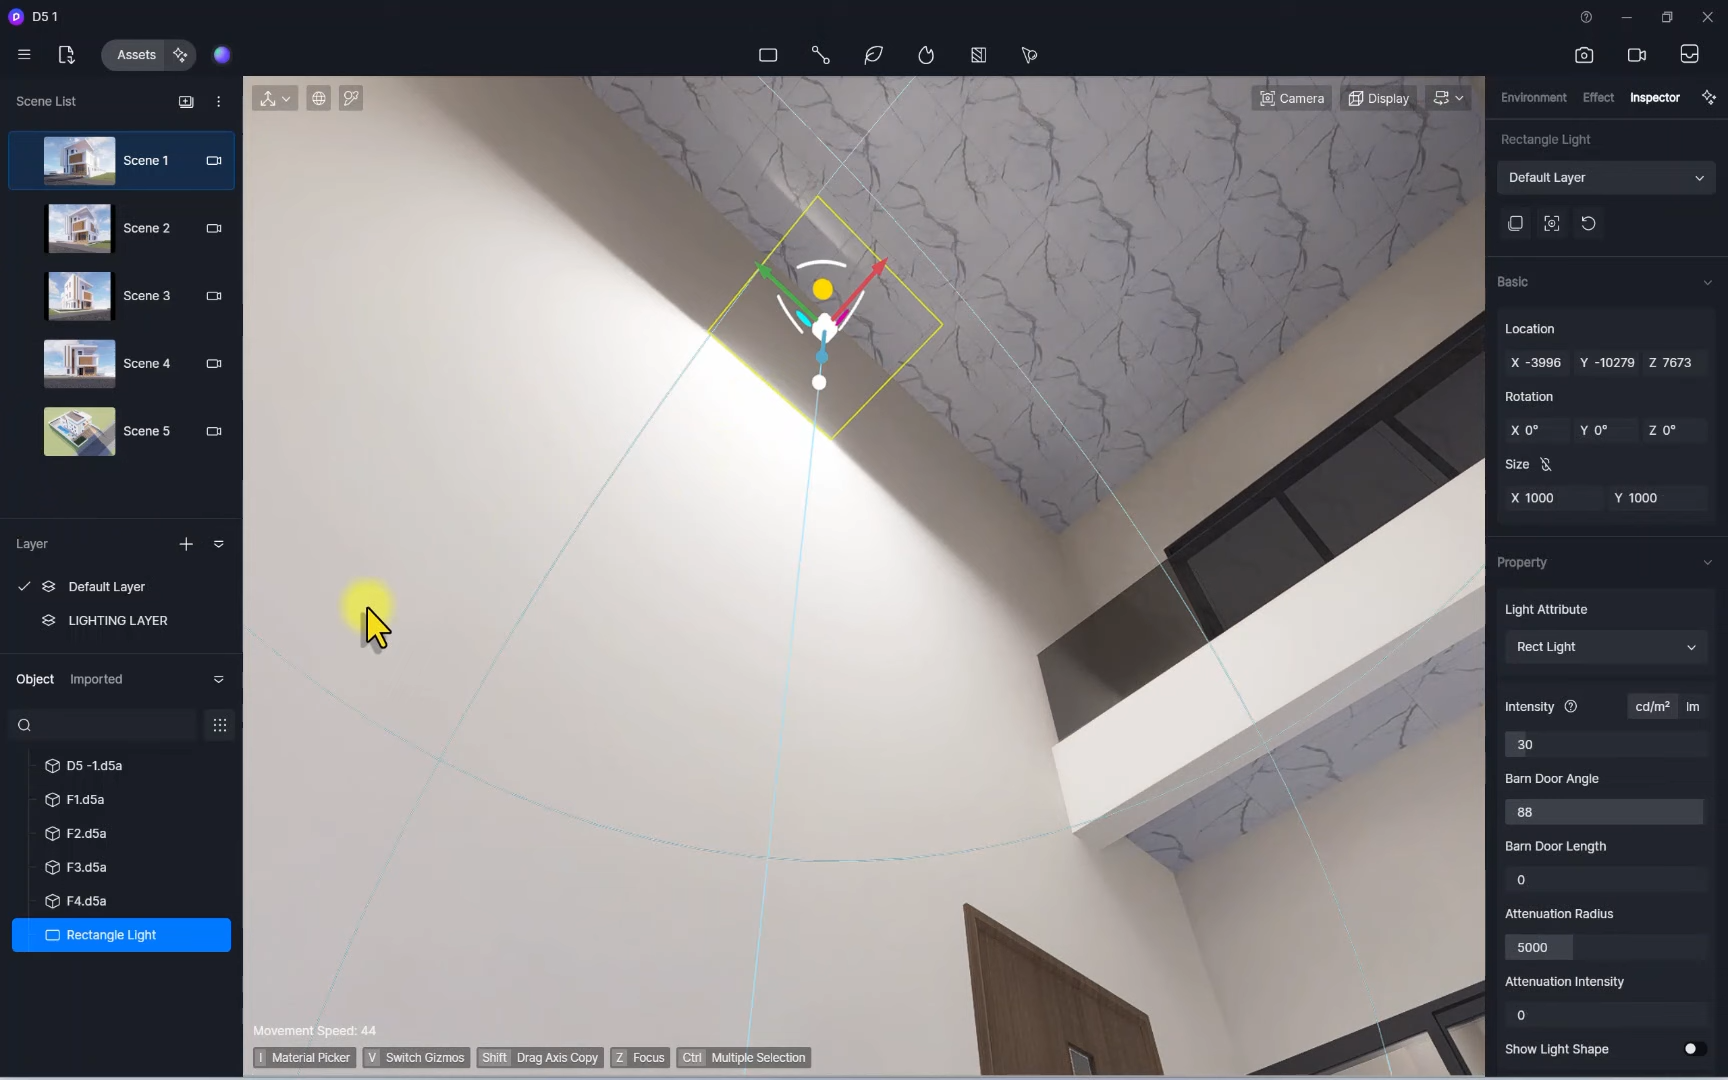 D5 1
Assets
Scene List
Scene 1
Scene 2
Scene 3
Scene 4
Scene 5
Layer
Default Layer
LIGHTING LAYER
Object Imported
D5 -1.d5a
F1.d5a
F2.d5a
F3.d5a
F4.d5a
Rectangle Light
Camera Display
Movement Speed: 44
I Material Picker V Switch Gizmos Shift Drag Axis Copy Z Focus Ctrl Multiple Selection
Environment Effect Inspector
Rectangle Light
Default Layer
Basic
Location
X -3996 Y -10279 Z 7673
Rotation
X 0° Y 0° Z 0°
Size
X 1000 Y 1000
Property
Light Attribute
Rect Light
Intensity cd/m² lm
30
Barn Door Angle
88
Barn Door Length
0
Attenuation Radius
5000
Attenuation Intensity
0
Show Light Shape